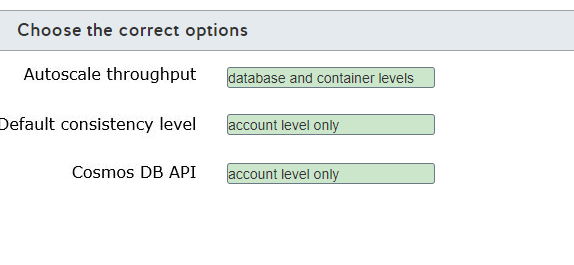 Choose the correct options
Autoscale throughput database and container levels
Default consistency level account level only
Cosmos DB API account level only